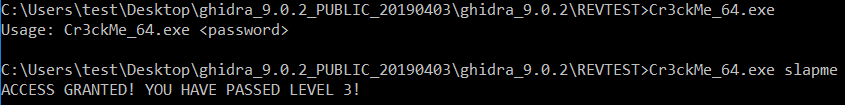 C:\Users\test\Desktop\ghidra_9.0.2_PUBLIC_20190403\ghidra_9.0.2\REVTEST>Cr3ckMe_64.exe
Usage: Cr3ckMe_64.exe <password>
C:\Users\test\Desktop\ghidra_9.0.2_PUBLIC_20190403\ghidra_9.0.2\REVTEST>Cr3ckMe_64.exe slapme
ACCESS GRANTED! YOU HAVE PASSED LEVEL 3!